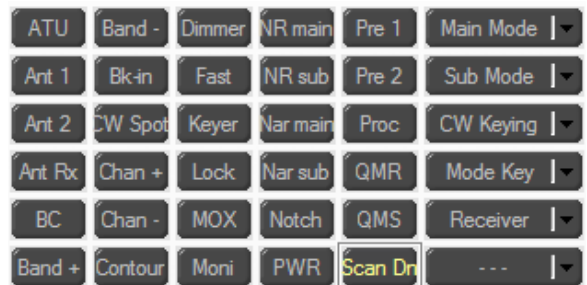 ATU Band - Dimmer NR main Pre 1 Main Mode
Ant 1 Bk-in Fast NR sub Pre 2 Sub Mode
Ant 2 CW Spot Keyer Nar main Proc CW Keying
Ant Rx Chan + Lock Nar sub QMR Mode Key
BC Chan - MOX Notch QMS Receiver
Band + Contour Moni PWR Scan Dn - - -